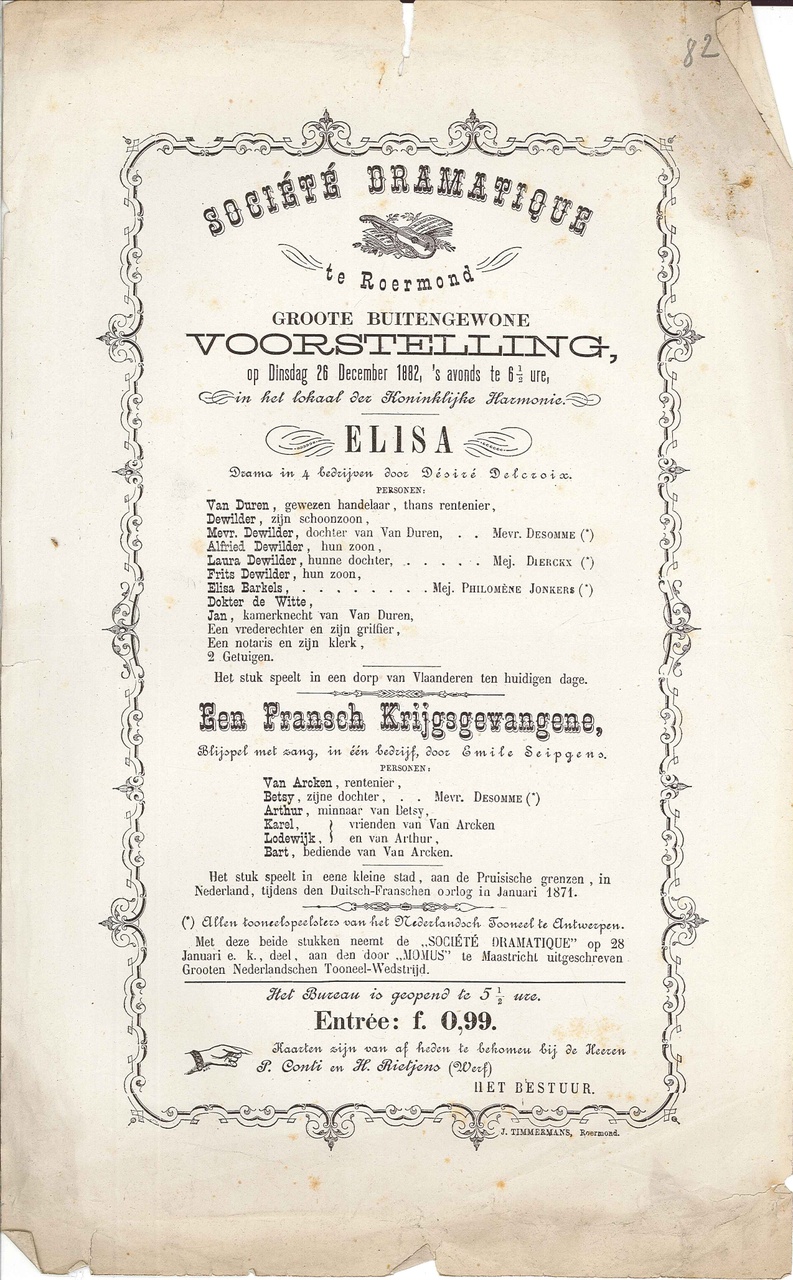 82
SOCIÉTÉ DRAMATIQUE
te Roermond
GROOTE BUITENGEWONE
VOORSTELLING,
op Dinsdag 26 December 1882, 's avonds te 6½ ure,
in het lokaal der Koninklijke Harmonie.
ELISA
Drama in 4 bedrijven door Désiré Delcroix.
PERSONEN:
Van Duren, gewezen handelaar, thans rentenier,
Dewilder, zijn schoonzoon,
Mevr. Dewilder, dochter van Van Duren, . . Mevr. DESOMME (*)
Alfried Dewilder, hun zoon,
Laura Dewilder, hunne dochter, . . . . . Mej. DIERCKX (*)
Frits Dewilder, hun zoon,
Elisa Barkels, . . . . . . . . Mej. PHILOMÈNE JONKERS (*)
Dokter de Witte,
Jan, kamerknecht van Van Duren,
Een vrederechter en zijn griffier,
Een notaris en zijn klerk,
2 Getuigen.
Het stuk speelt in een dorp van Vlaanderen ten huidigen dage.
Een Fransch Krijgsgevangene,
Blijspel met zang, in één bedrijf, door Emile Seipgens.
PERSONEN:
Van Arcken, rentenier,
Betsy, zijne dochter, . . Mevr. DESOMME (*)
Arthur, minnaar van Betsy,
Karel, } vrienden van Van Arcken
Lodewijk, } en van Arthur,
Bart, bediende van Van Arcken.
Het stuk speelt in eene kleine stad, aan de Pruisische grenzen, in
Nederland, tijdens den Duitsch-Franschen oorlog in Januari 1871.
(*) Allen tooneelspeelsters van het Nederlandsch Tooneel te Antwerpen.
Met deze beide stukken neemt de „SOCIÉTÉ DRAMATIQUE" op 28
Januari e. k., deel, aan den door „MOMUS" te Maastricht uitgeschreven
Grooten Nederlandschen Tooneel-Wedstrijd.
Het Bureau is geopend te 5½ ure.
Entrée: f. 0,99.
Kaarten zijn van af heden te bekomen bij de Heeren
P. Conti en H. Rietjens (Werf)
HET BESTUUR.
J. TIMMERMANS, Roermond.